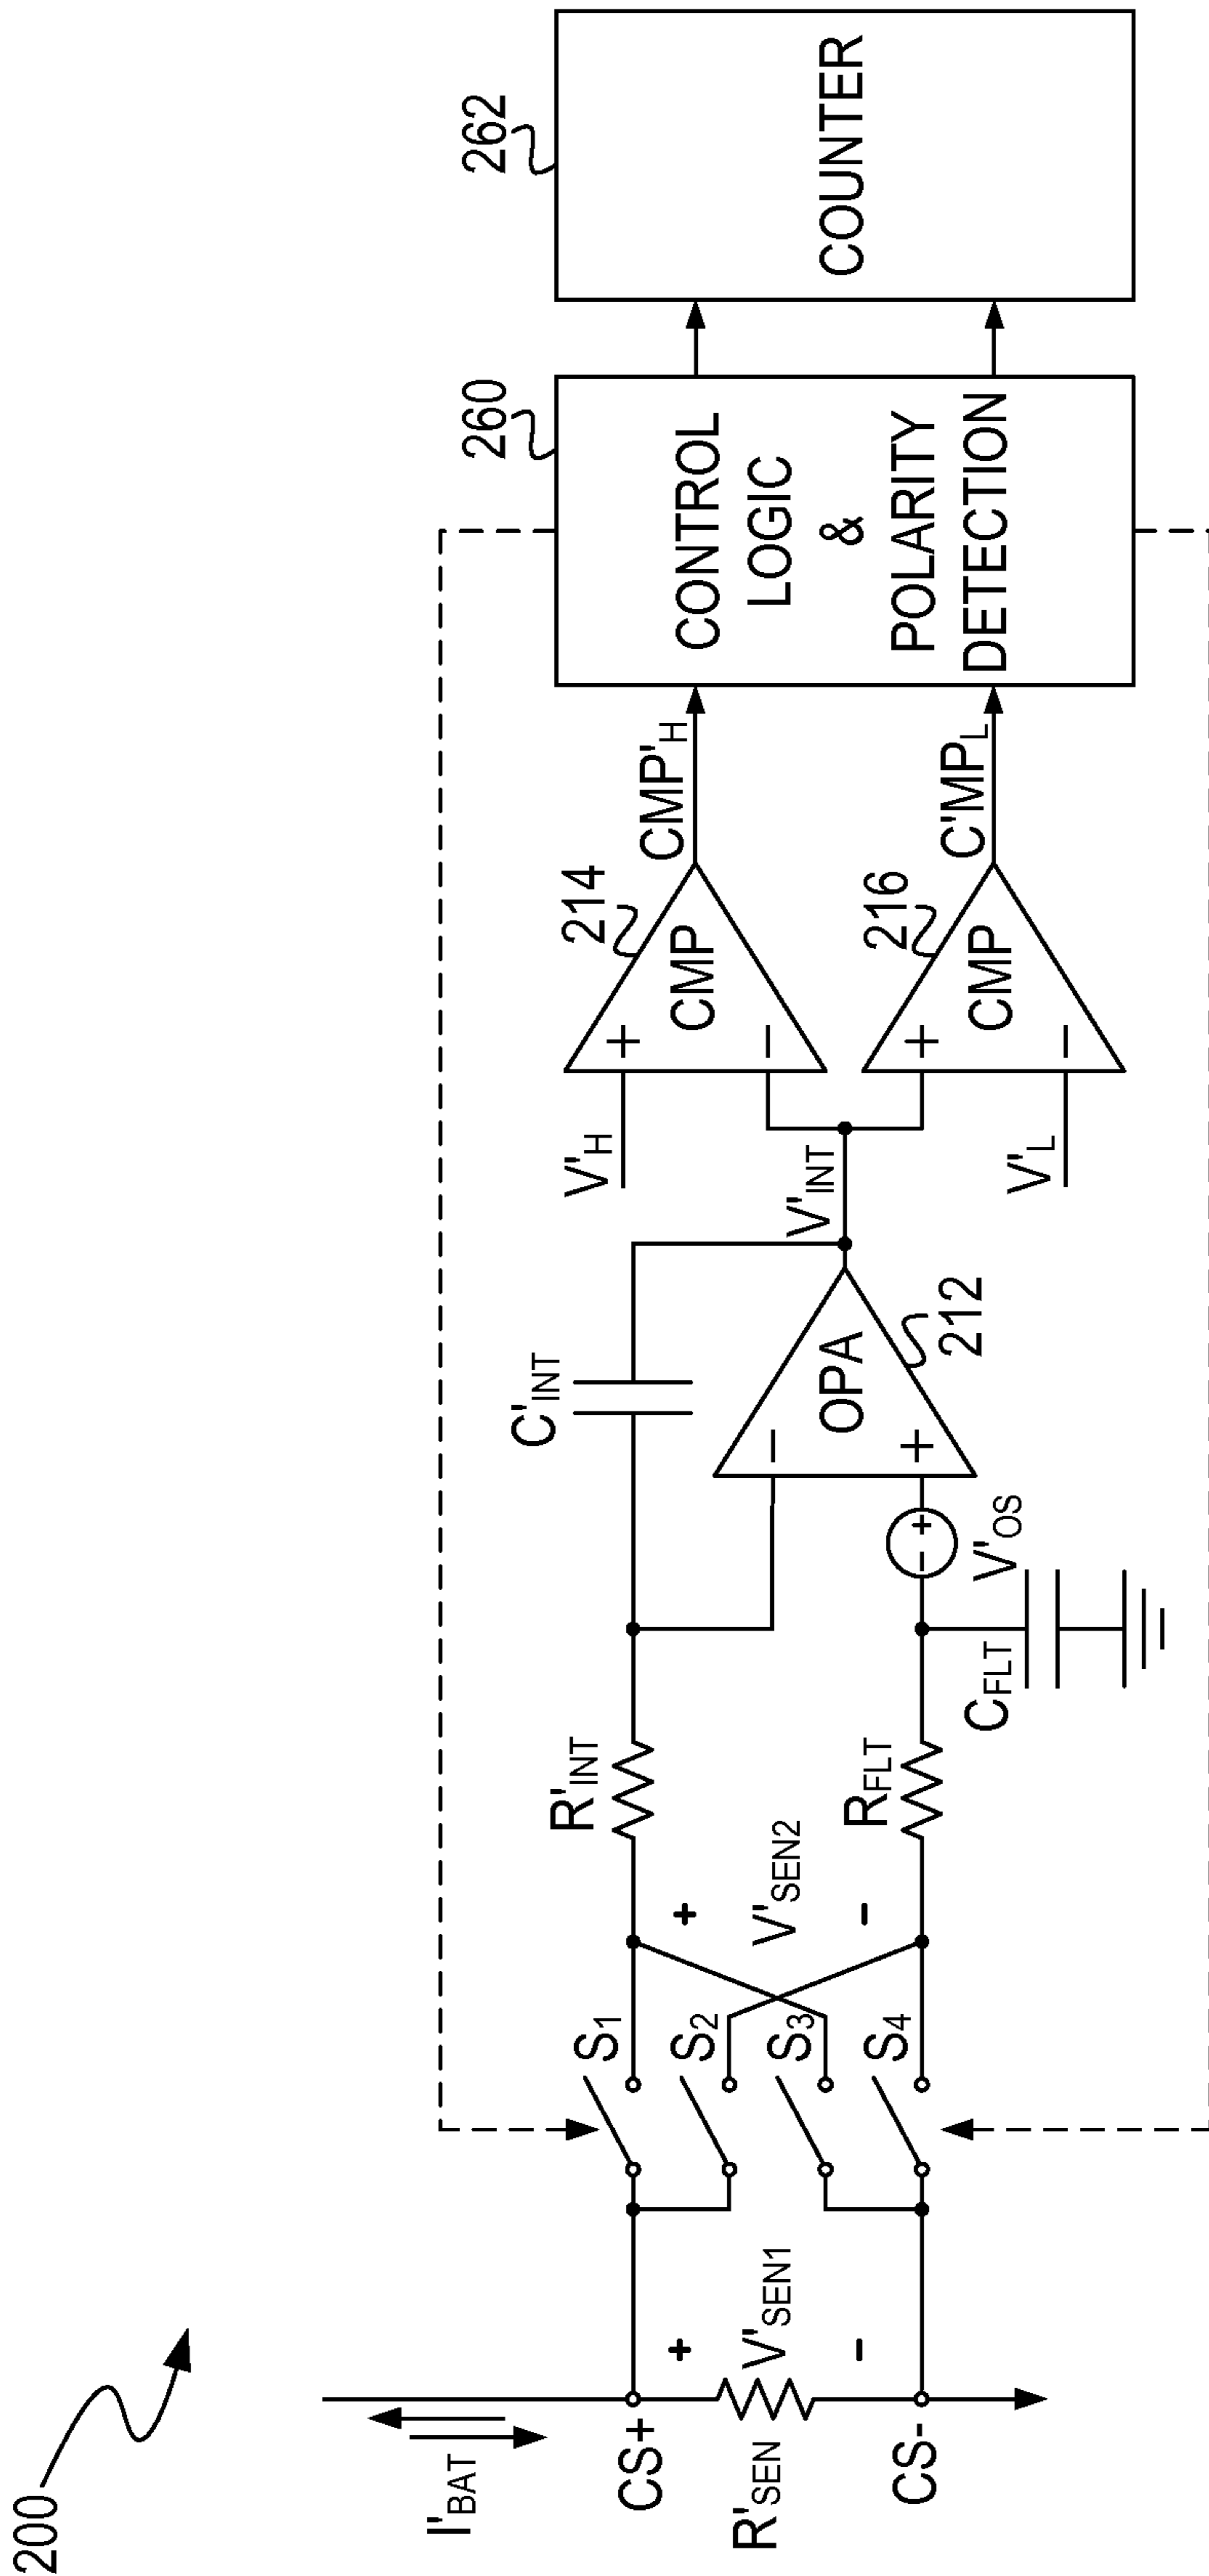 200
I'BAT
CS+
R'SEN
CS-
+
V'SEN1
-
S1
S2
S3
S4
+
V'SEN2
-
R'INT
RFLT
CFLT
C'INT
- +
V'OS
-
OPA
+
212
V'INT
V'H
V'L
+
CMP
-
214
+
CMP
-
216
CMP'H
C'MPL
CONTROL
LOGIC
&
POLARITY
DETECTION
260
COUNTER
262